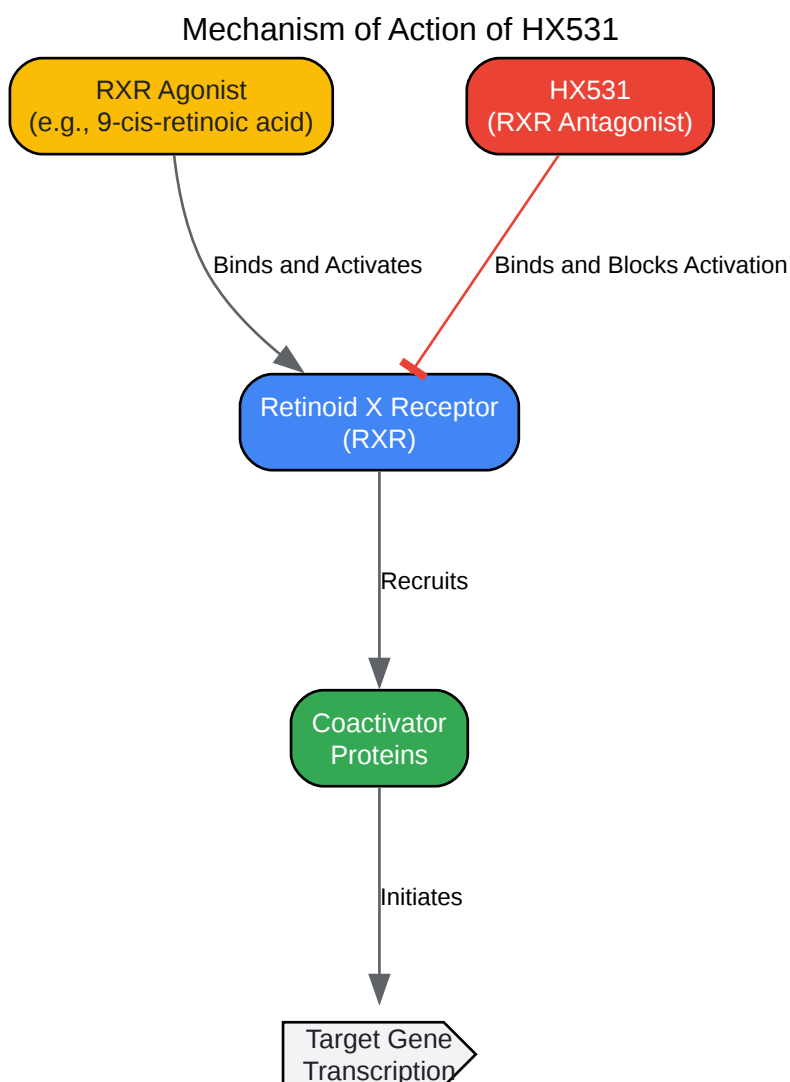 Mechanism of Action of HX531
RXR Agonist
(e.g., 9-cis-retinoic acid)
HX531
(RXR Antagonist)
Binds and Activates
Binds and Blocks Activation
Retinoid X Receptor
(RXR)
Recruits
Coactivator
Proteins
Initiates
Target Gene
Transcription